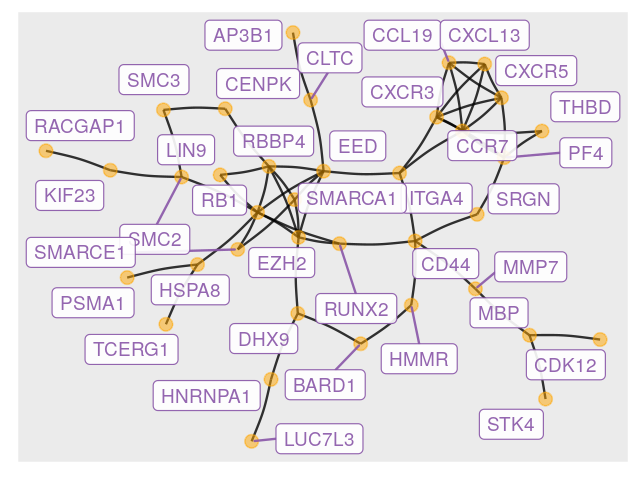 AP3B1
CCL19
CXCL13
CLTC
SMC3
CENPK
CXCR3
CXCR5
THBD
RACGAP1
LIN9
RBBP4
EED
CCR7
PF4
KIF23
RB1
SMARCA1
ITGA4
SRGN
SMARCE1
SMC2
EZH2
CD44
MMP7
PSMA1
HSPA8
RUNX2
MBP
TCERG1
DHX9
HMMR
CDK12
HNRNPA1
BARD1
STK4
LUC7L3